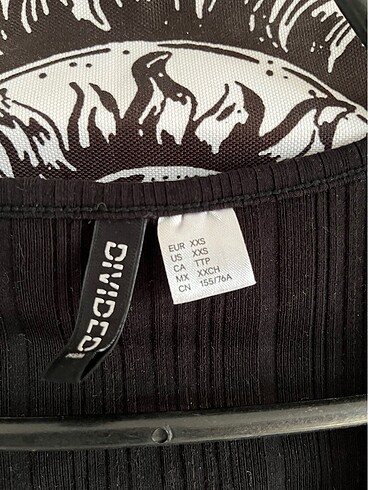 DIVIDED
H&M
EUR XXS
US XXS
CA TTP
MX XXCH
CN 155/76A